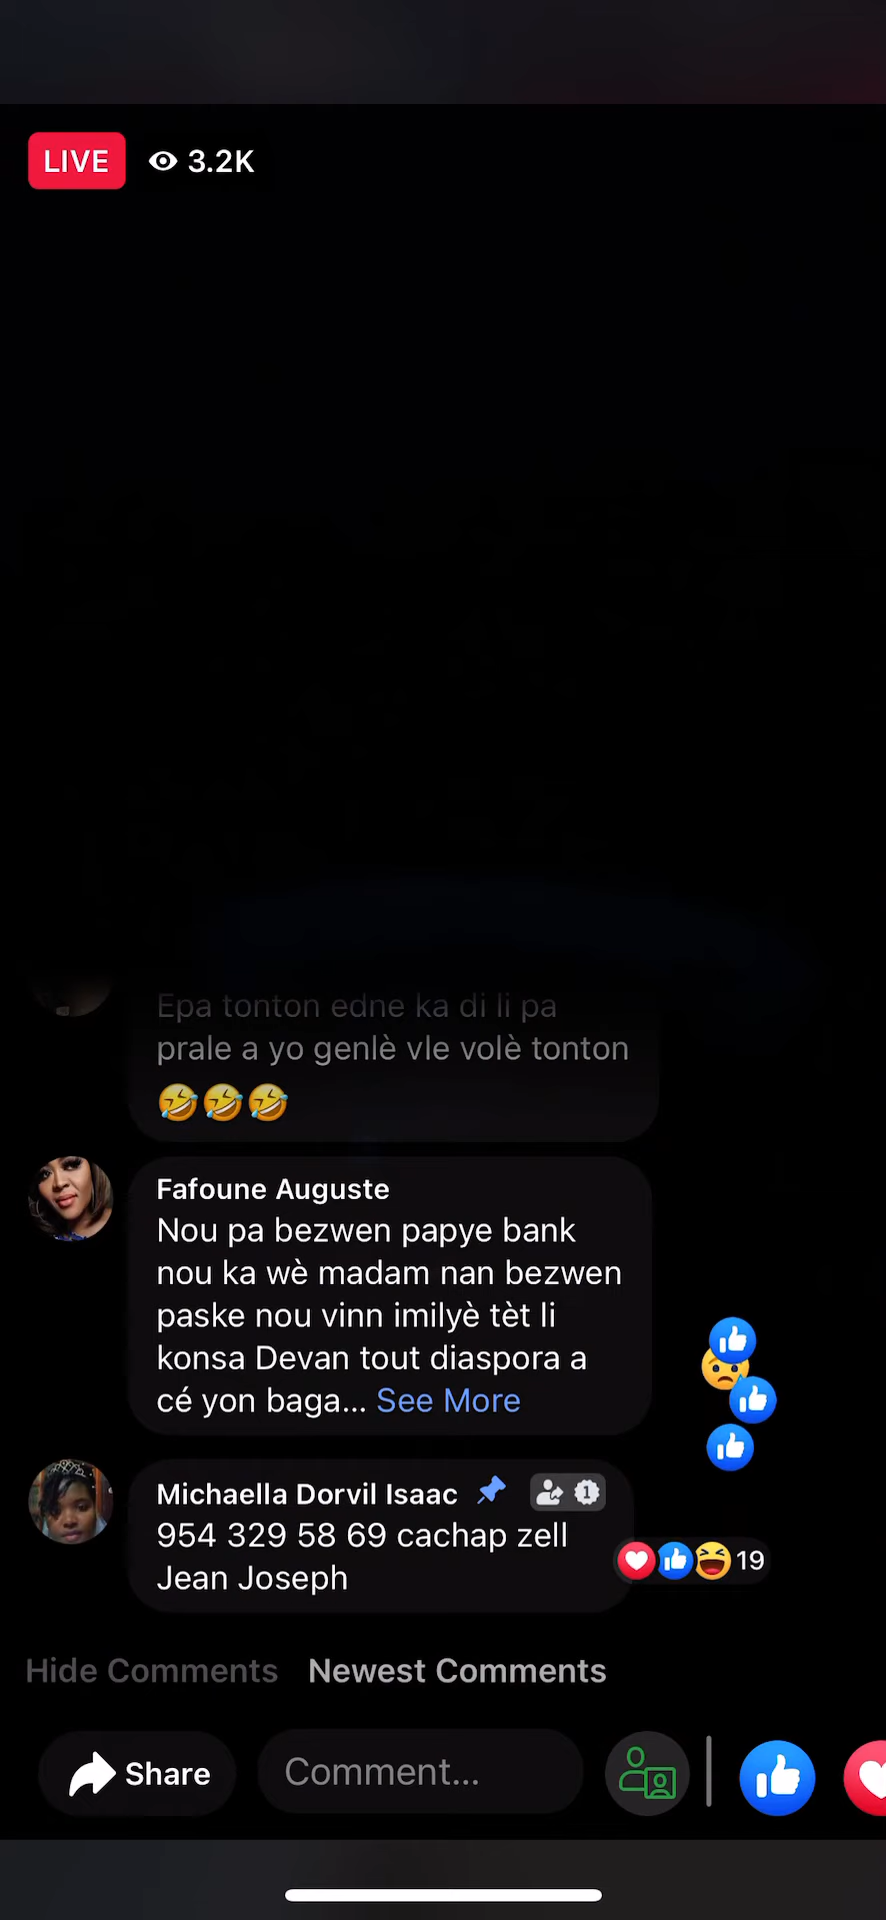 LIVE 3.2K
Epa tonton edne ka di li pa
prale a yo genlè vle volè tonton
🤣🤣🤣
Fafoune Auguste
Nou pa bezwen papye bank
nou ka wè madam nan bezwen
paske nou vinn imilyè tèt li
konsa Devan tout diaspora a
cé yon baga... See More
Michaella Dorvil Isaac 1
954 329 58 69 cachap zell
Jean Joseph
19
Hide Comments Newest Comments
Share Comment...